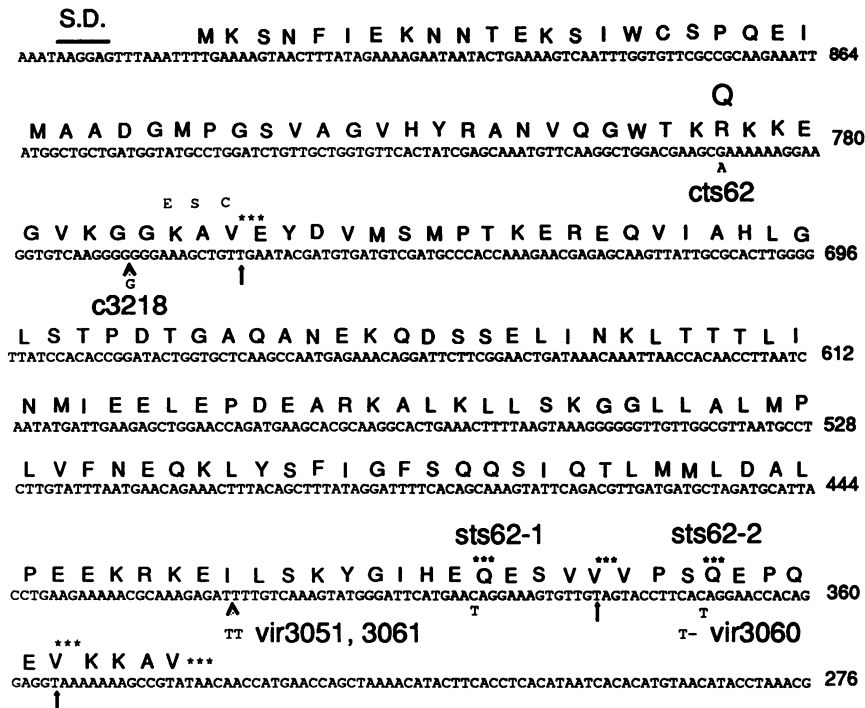 S.D.
M K S N F I E K N N T E K S I W C S P Q E I
AAATAAGGAGTTTAAATTTTGAAAAGTAACTTTATAGAAAAGAATAATACTGAAAAGTCAATTTGGTGTTCGCCGCAAGAAATT 864
Q
M A A D G M P G S V A G V H Y R A N V Q G W T K R K K E
ATGGCTGCTGATGGTATGCCTGGATCTGTTGCTGGTGTTCACTATCGAGCAAATGTTCAAGGCTGGACGAAGCGAAAAAAGGAA 780
A
cts62
E S C
***
G V K G G K A V E Y D V M S M P T K E R E Q V I A H L G
GGTGTCAAGGGGGGGAAAGCTGTTGAATACGATGTGATGTCGATGCCCACCAAAGAACGAGAGCAAGTTATTGCGCACTTGGGG 696
G
c3218
L S T P D T G A Q A N E K Q D S S E L I N K L T T T L I
TTATCCACACCGGATACTGGTGCTCAAGCCAATGAGAAACAGGATTCTTCGGAACTGATAAACAAATTAACCACAACCTTAATC 612
N M I E E L E P D E A R K A L K L L S K G G L L A L M P
AATATGATTGAAGAGCTGGAACCAGATGAAGCACGCAAGGCACTGAAACTTTTAAGTAAAGGGGGGTTGTTGGCGTTAATGCCT 528
L V F N E Q K L Y S F I G F S Q Q S I Q T L M M L D A L
CTTGTATTTAATGAACAGAAACTTTACAGCTTTATAGGATTTTCACAGCAAAGTATTCAGACGTTGATGATGCTAGATGCATTA 444
sts62-1 sts62-2
*** *** ***
P E E K R K E I L S K Y G I H E Q E S V V V P S Q E P Q
CCTGAAGAAAAACGCAAAGAGATTTTGTCAAAGTATGGGATTCATGAACAGGAAAGTGTTGTAGTACCTTCACAGGAACCACAG 360
T T
TT vir3051, 3061 T- vir3060
***
E V K K A V ***
GAGGTAAAAAAAGCCGTATAACAACCATGAACCAGCTAAAACATACTTCACCTCACATAATCACACATGTAACATACCTAAACG 276